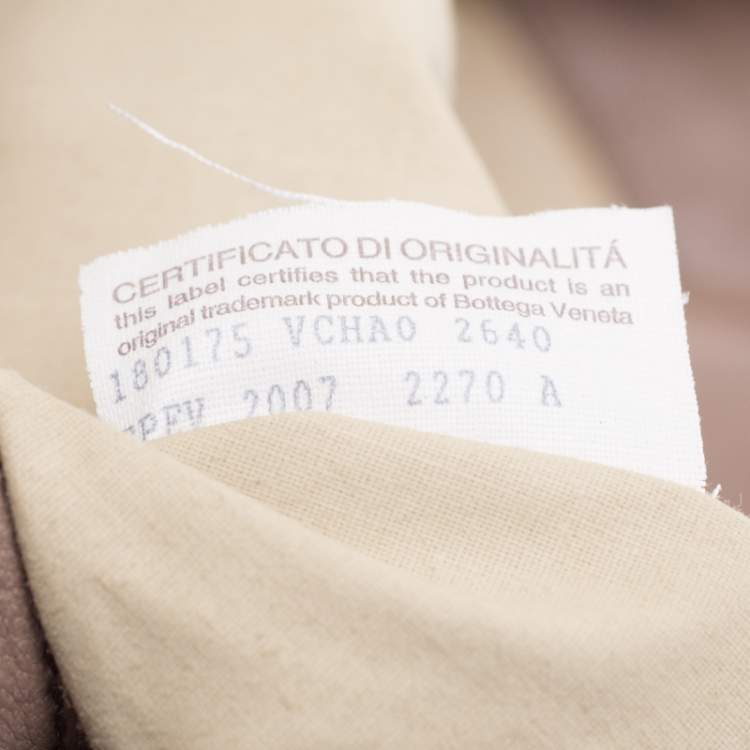 CERTIFICATO DI ORIGINALITÁ
this label certifies that the product is an
original trademark product of Bottega Veneta
180175 VCHAO 2640
2007 2270 A